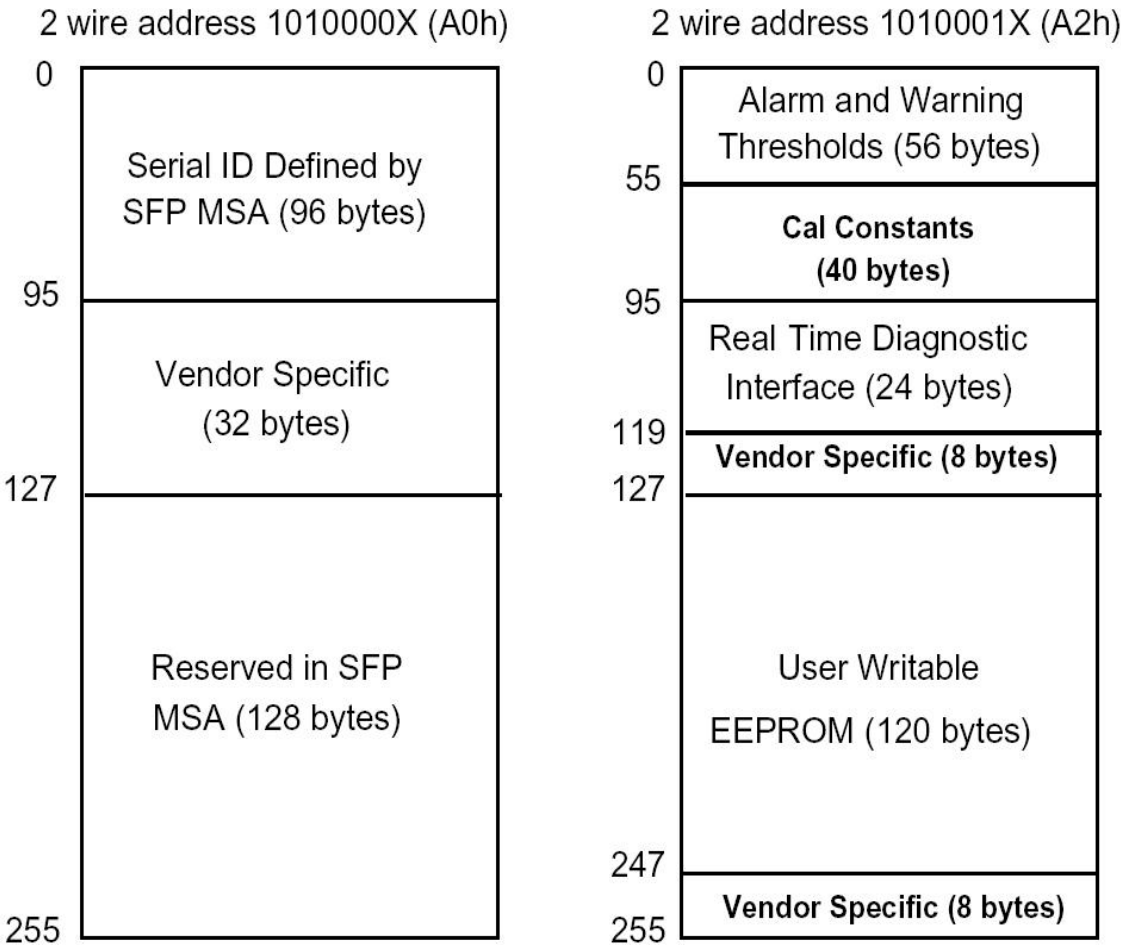 2 wire address 1010000X (A0h)
0
Serial ID Defined by
SFP MSA (96 bytes)
95
Vendor Specific
(32 bytes)
127
Reserved in SFP
MSA (128 bytes)
255
2 wire address 1010001X (A2h)
0
Alarm and Warning
Thresholds (56 bytes)
55
Cal Constants
(40 bytes)
95
Real Time Diagnostic
Interface (24 bytes)
119
Vendor Specific (8 bytes)
127
User Writable
EEPROM (120 bytes)
247
Vendor Specific (8 bytes)
255